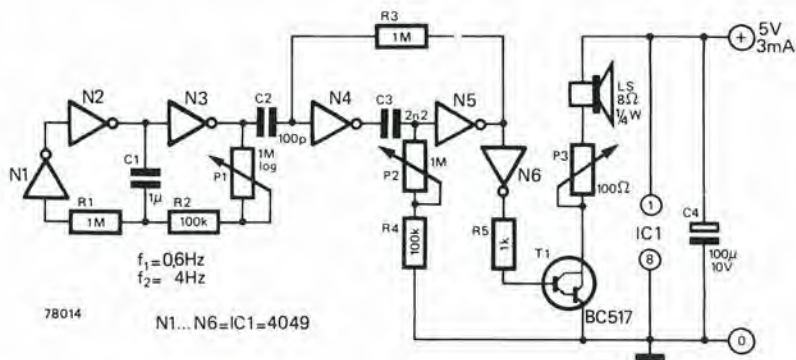 R3
1M
+
5V
3mA
N2
N3
C2
100p
N4
C3
2n2
N5
LS
8Ω
¼W
N1
C1
1µ
P1
1M
log
P2
1M
N6
P3
100Ω
R1
1M
R2
100k
R4
100k
R5
1k
T1
BC517
1
IC1
8
C4
100µ
10V
f1=0,6Hz
f2= 4Hz
78014
N1...N6=IC1=4049
0